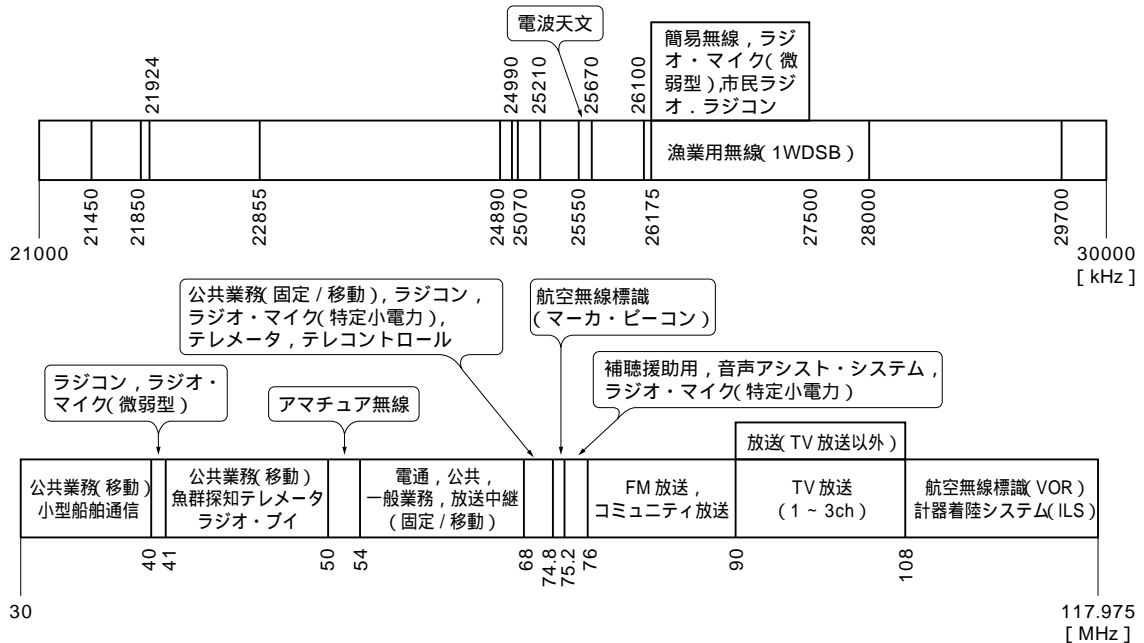 電波天文
簡易無線，ラジ
オ・マイク(微
弱型),市民ラジ
オ．ラジコン
21924
24990
25210
25670
26100
漁業用無線(1WDSB)
21000
21450
21850
22855
24890
25070
25550
26175
27500
28000
29700
30000
[kHz]
公共業務(固定/移動)，ラジコン，
ラジオ・マイク(特定小電力)，
テレメータ，テレコントロール
航空無線標識
(マーカ・ビーコン)
補聴援助用，音声アシスト・システム，
ラジオ・マイク(特定小電力)
ラジコン，ラジオ・
マイク(微弱型)
アマチュア無線
放送(TV放送以外)
公共業務(移動)
小型船舶通信
公共業務(移動)
魚群探知テレメータ
ラジオ・ブイ
電通，公共，
一般業務，放送中継
(固定/移動)
FM放送，
コミュニティ放送
TV放送
(1~3ch)
航空無線標識(VOR)
計器着陸システム(ILS)
30
40
41
50
54
68
74.8
75.2
76
90
108
117.975
[MHz]